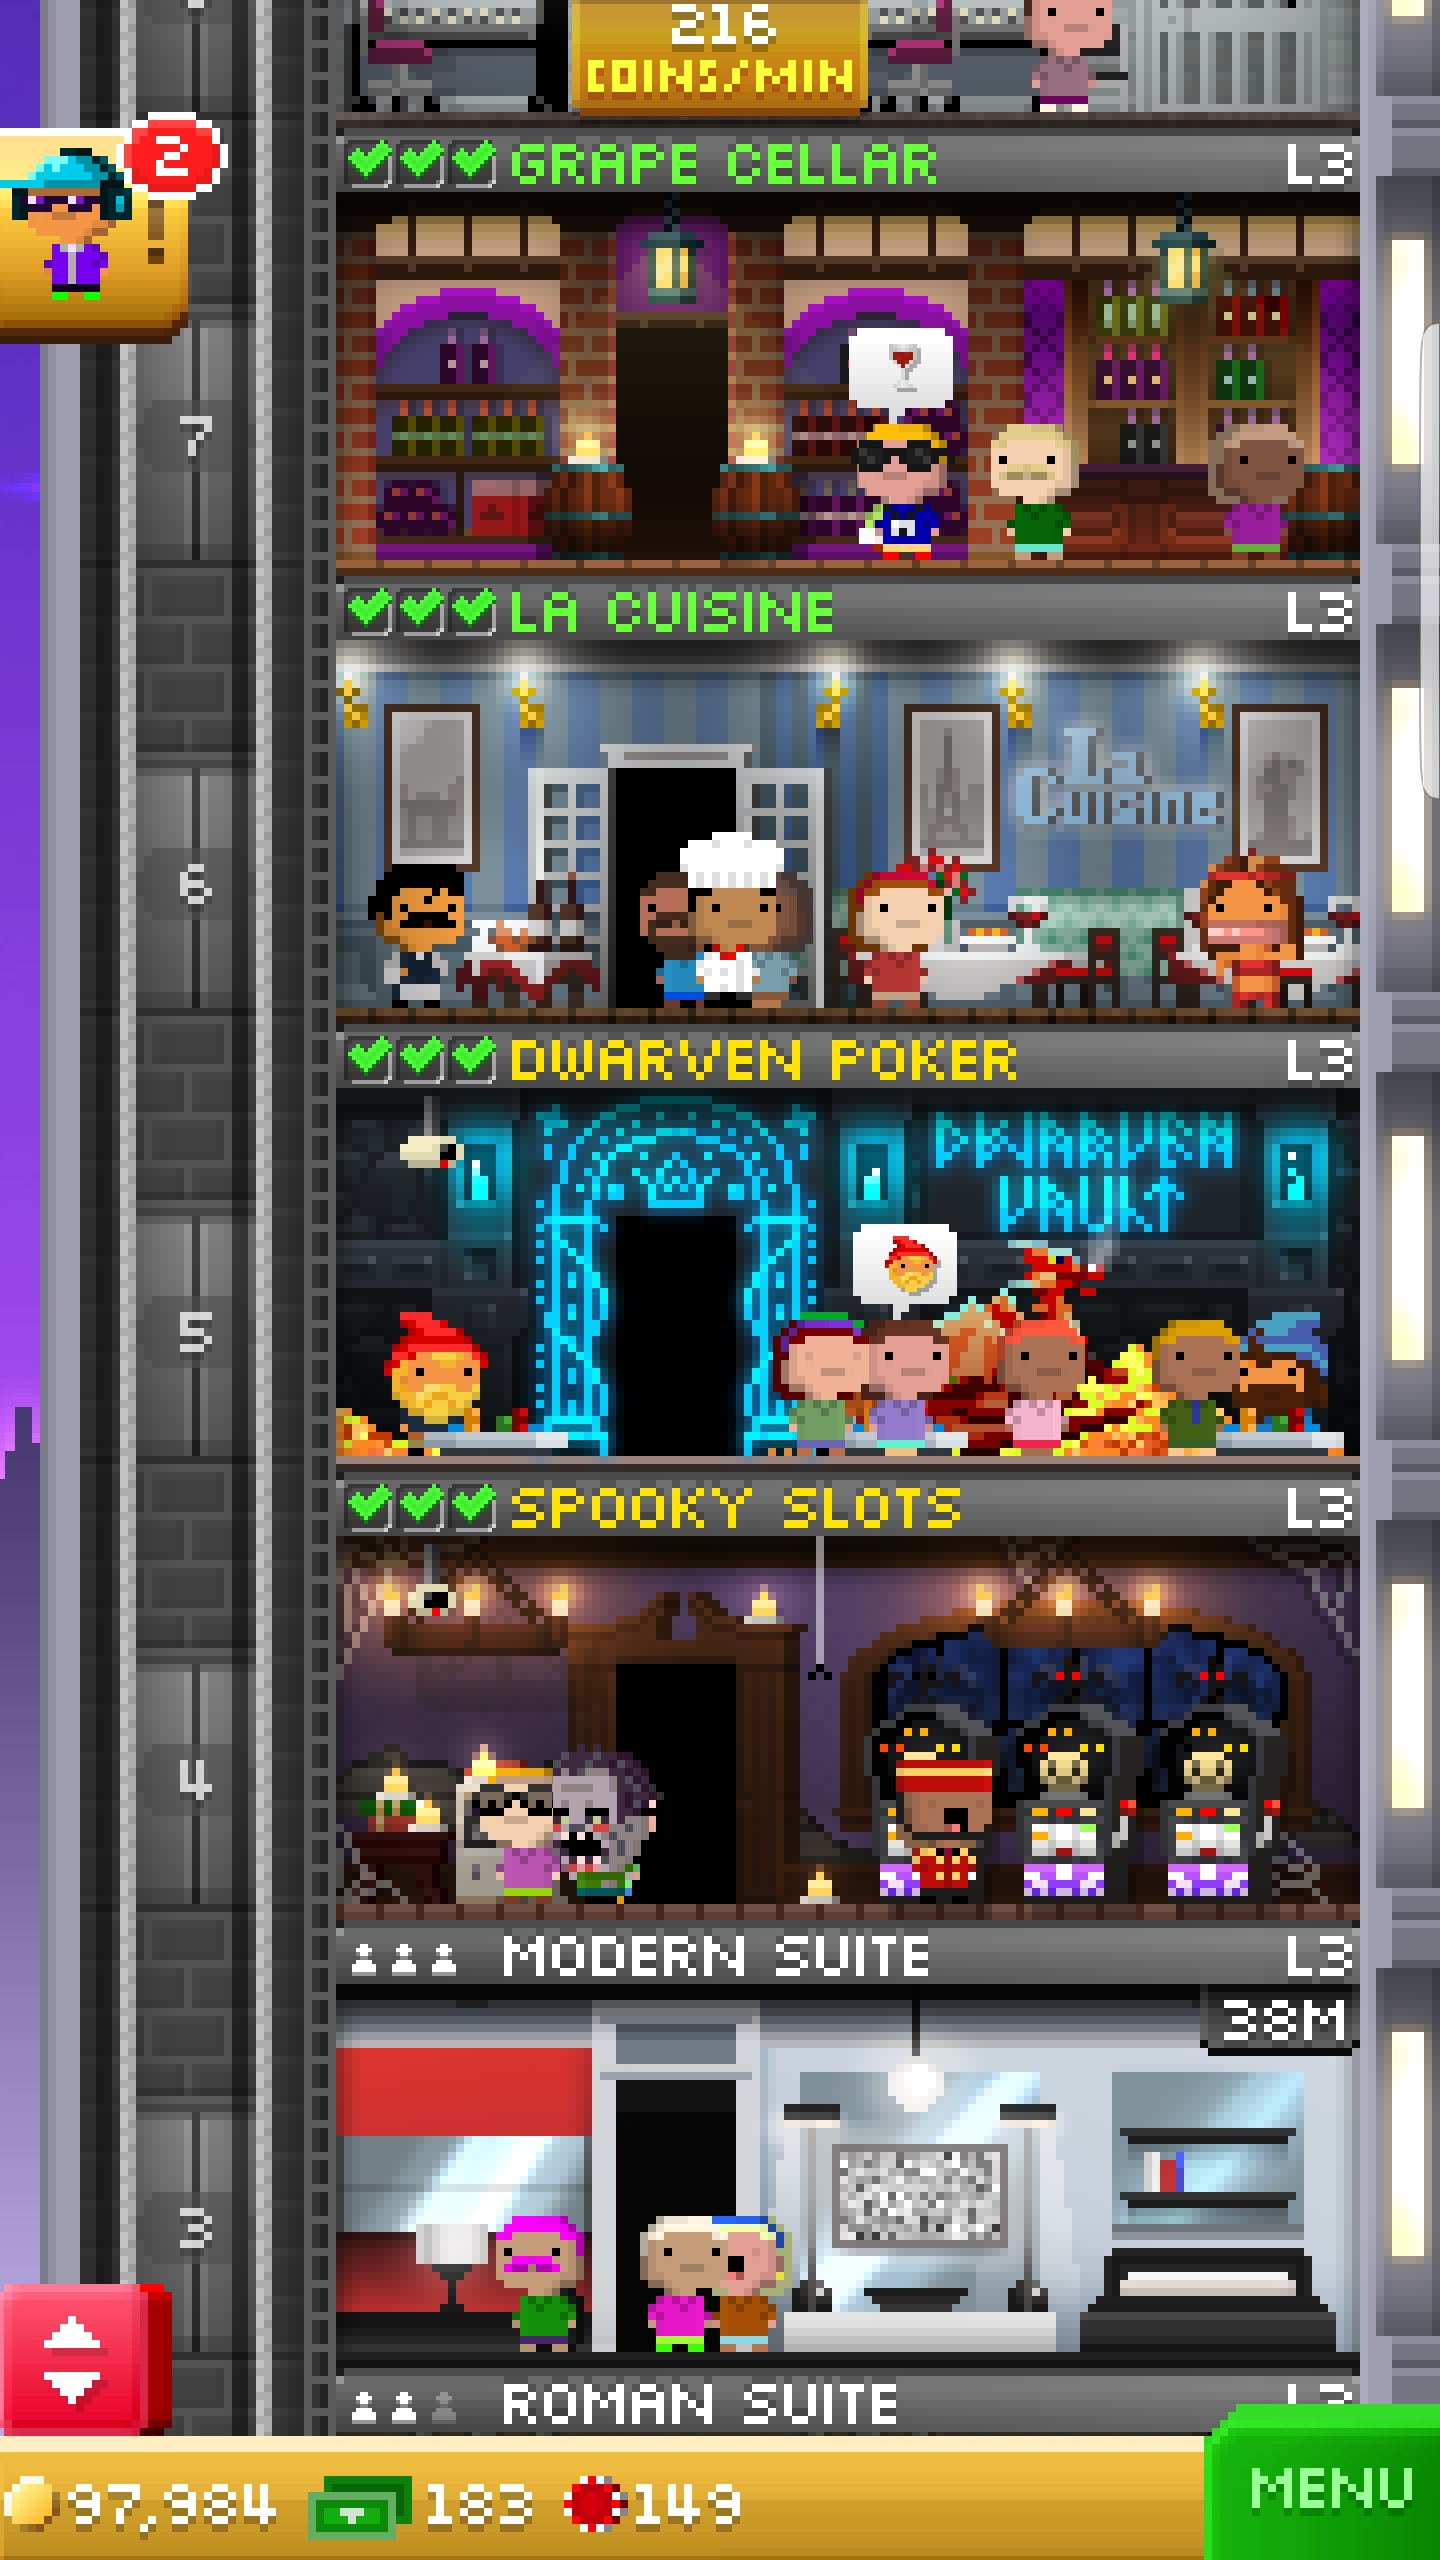 216
COINS/MIN
2
GRAPE CELLAR L3
7
LA CUISINE L3
La
Cuisine
6
DWARVEN POKER L3
DWARVEN
VAULT
5
SPOOKY SLOTS L3
4
MODERN SUITE L3
38M
3
ROMAN SUITE L3
97,984 183 149
MENU